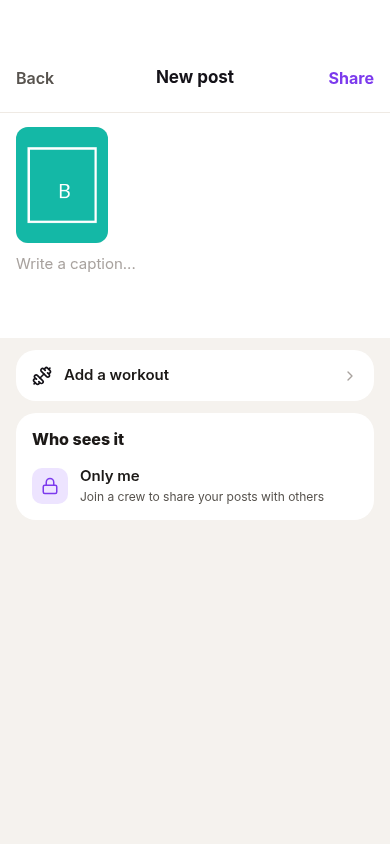 Back
New post
Share
B
Write a caption...
Add a workout
Who sees it
Only me
Join a crew to share your posts with others